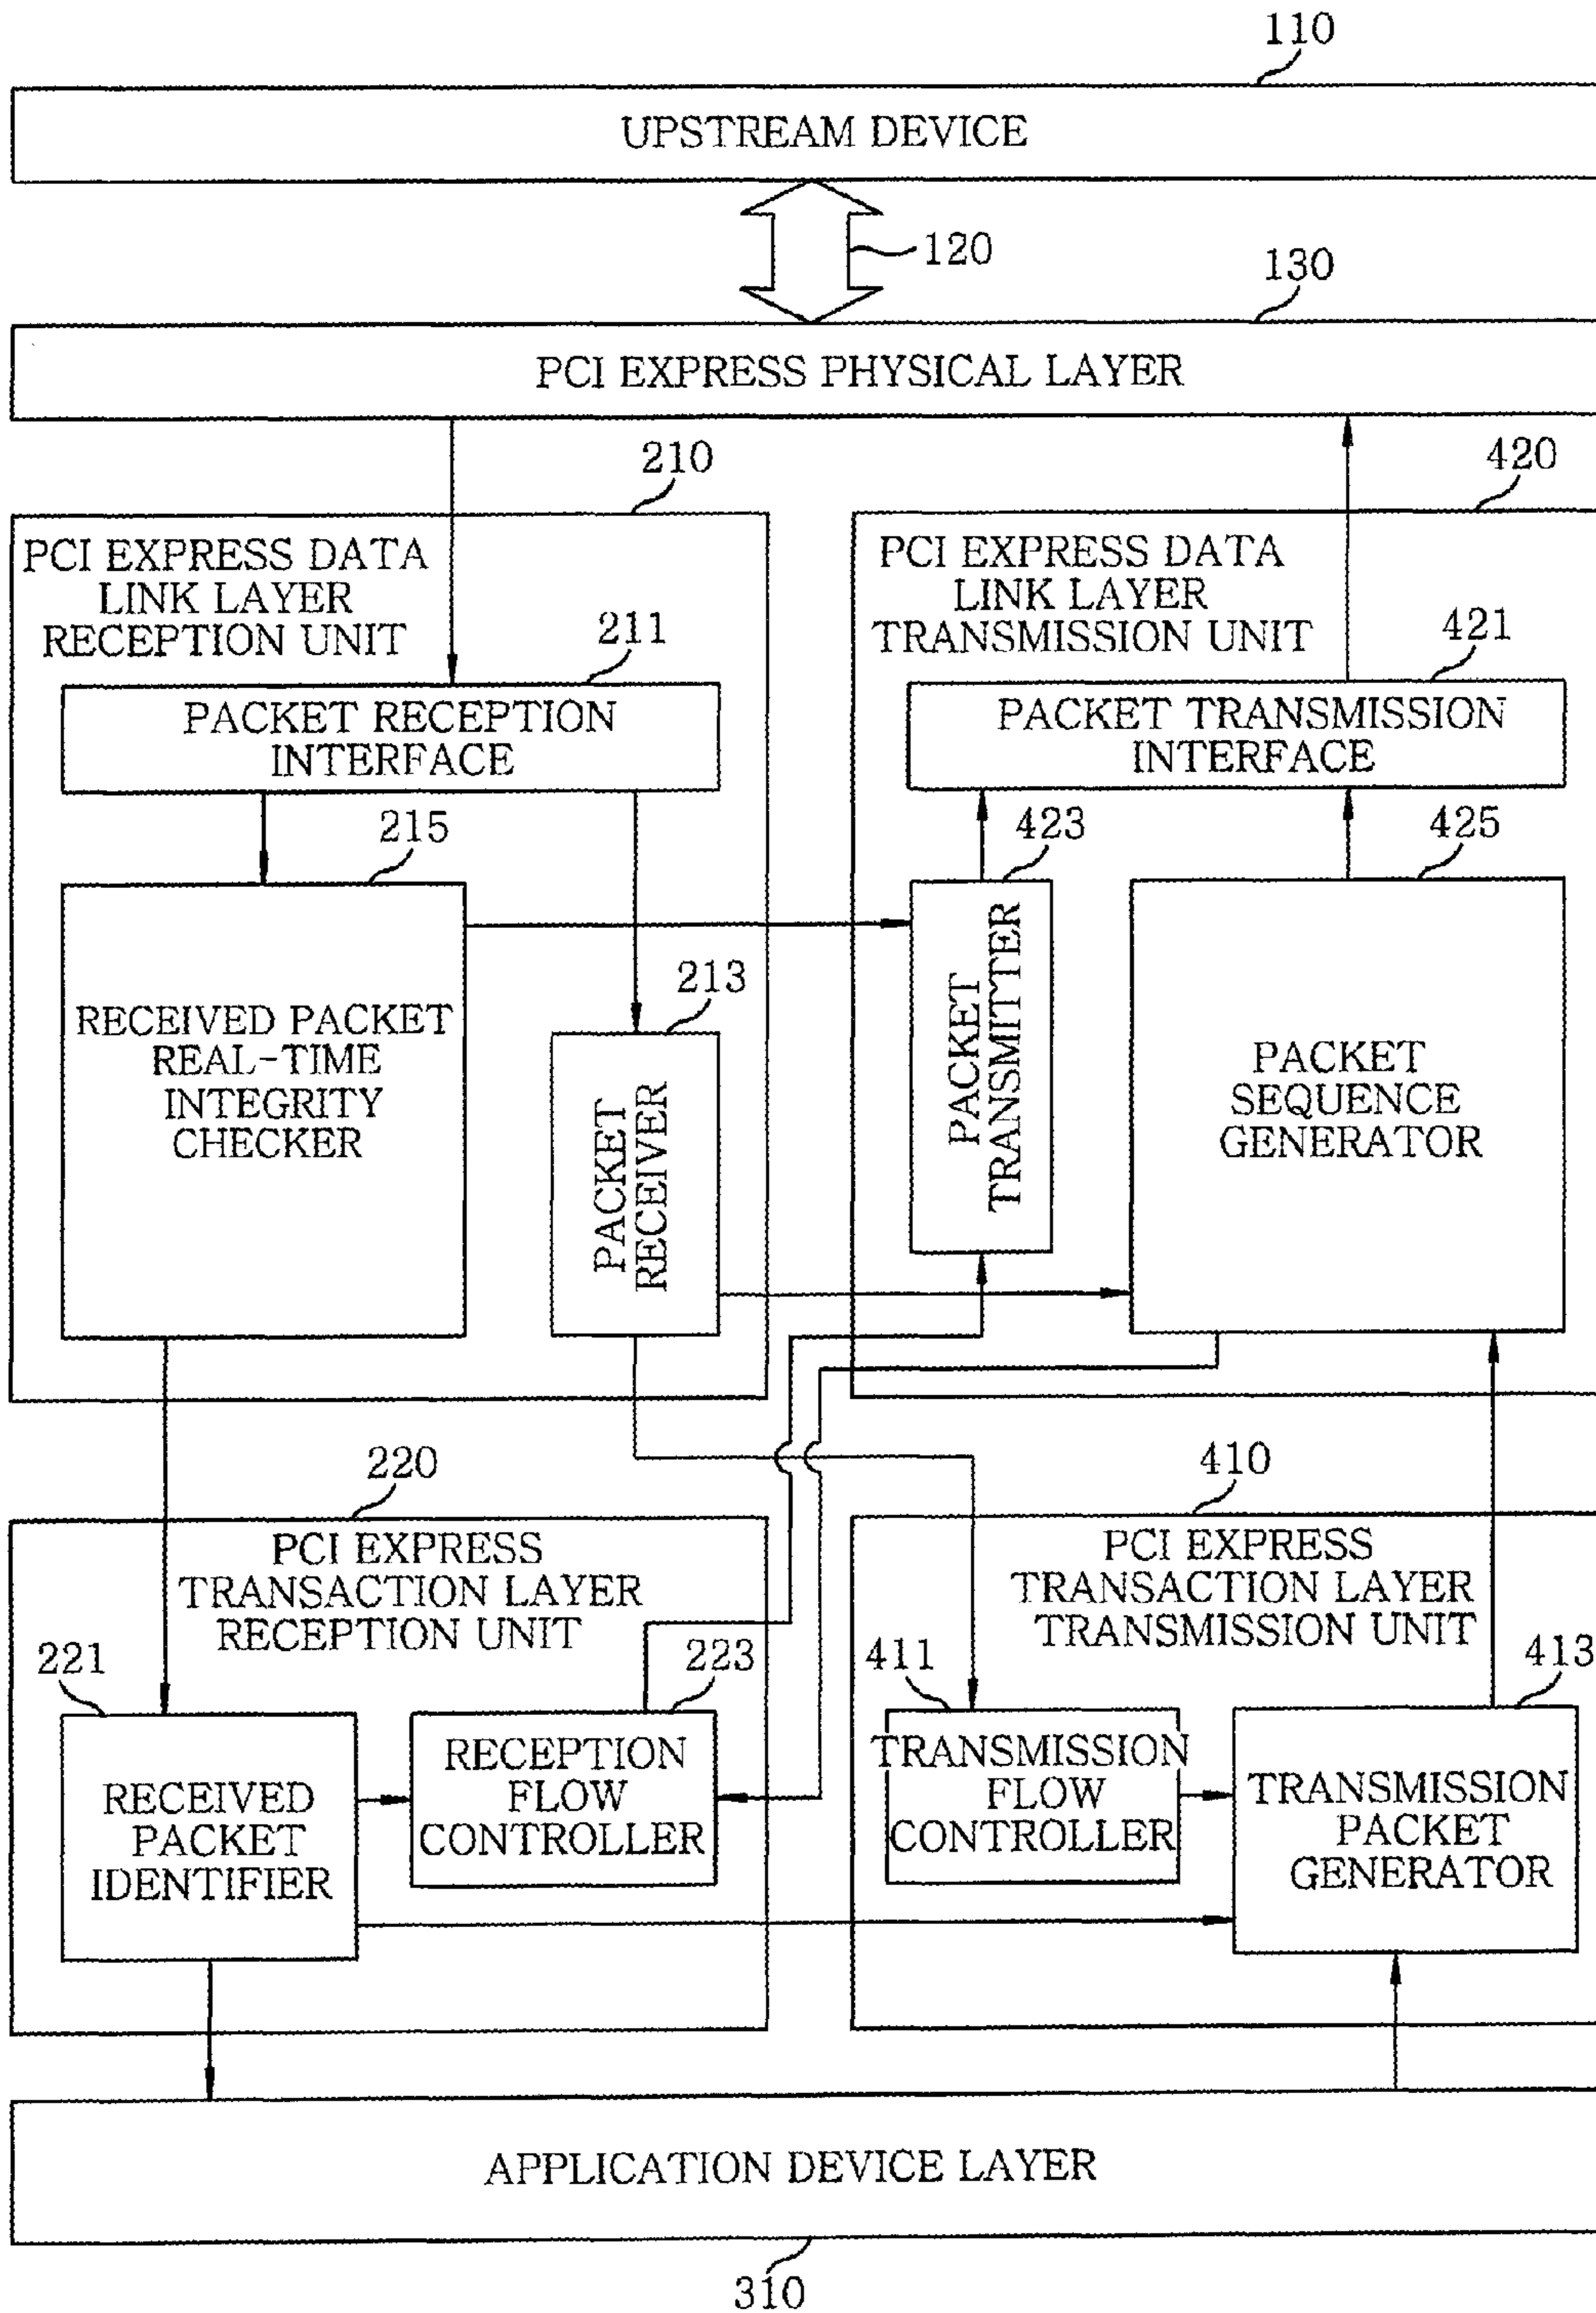 110
UPSTREAM DEVICE
120
130
PCI EXPRESS PHYSICAL LAYER
210
PCI EXPRESS DATA
LINK LAYER
RECEPTION UNIT
211
PACKET RECEPTION
INTERFACE
215
RECEIVED PACKET
REAL-TIME
INTEGRITY
CHECKER
213
PACKET
RECEIVER
420
PCI EXPRESS DATA
LINK LAYER
TRANSMISSION UNIT
421
PACKET TRANSMISSION
INTERFACE
423
PACKET
TRANSMITTER
425
PACKET
SEQUENCE
GENERATOR
220
PCI EXPRESS
TRANSACTION LAYER
RECEPTION UNIT
221
RECEIVED
PACKET
IDENTIFIER
223
RECEPTION
FLOW
CONTROLLER
410
PCI EXPRESS
TRANSACTION LAYER
TRANSMISSION UNIT
411
TRANSMISSION
FLOW
CONTROLLER
413
TRANSMISSION
PACKET
GENERATOR
APPLICATION DEVICE LAYER
310